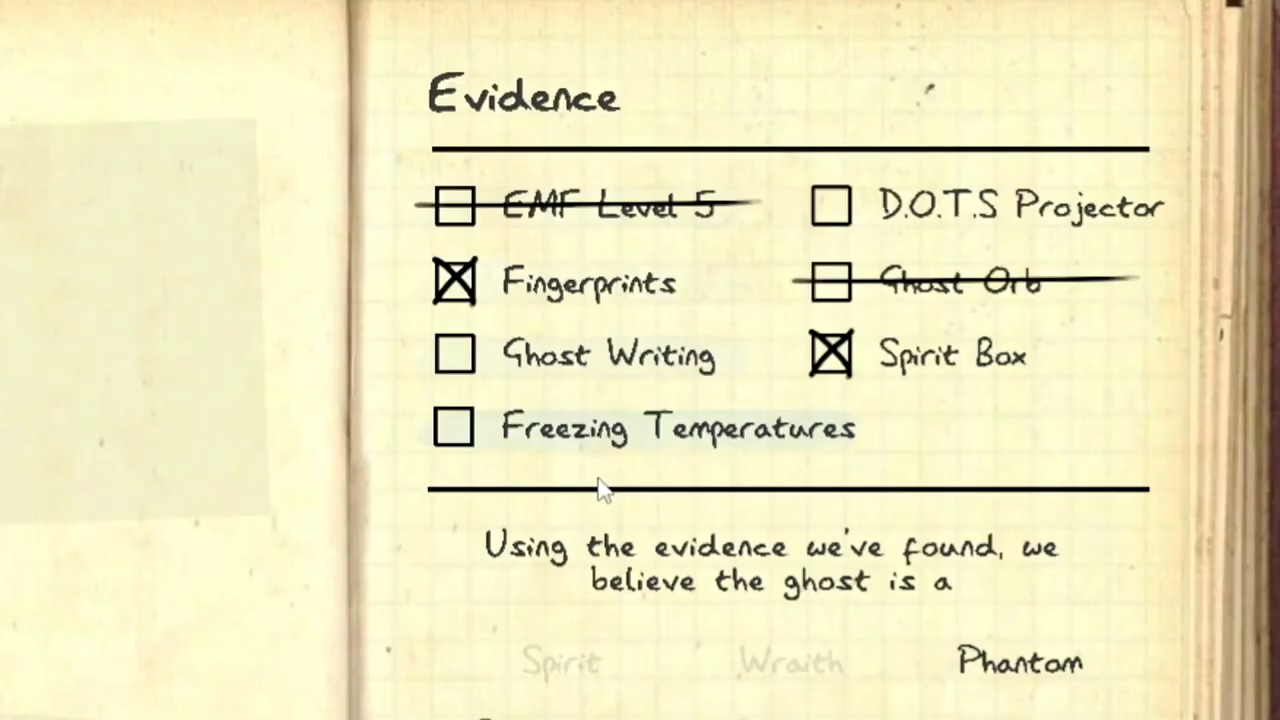 Evidence
EMF Level 5
D.O.T.S Projector
Fingerprints
Ghost Orb
Ghost Writing
Spirit Box
Freezing Temperatures
Using the evidence we've found, we
believe the ghost is a
Spirit Wraith Phantom